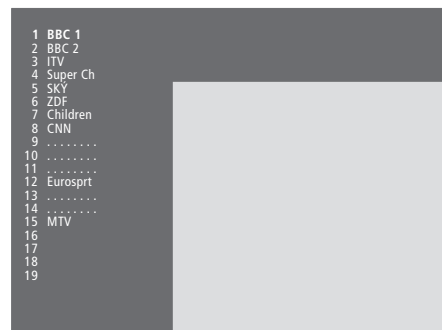 1 BBC 1
2 BBC 2
3 ITV
4 Super Ch
5 SKY
6 ZDF
7 Children
8 CNN
9 ........
10 ........
11 ........
12 Eurosprt
13 ........
14 ........
15 MTV
16
17
18
19